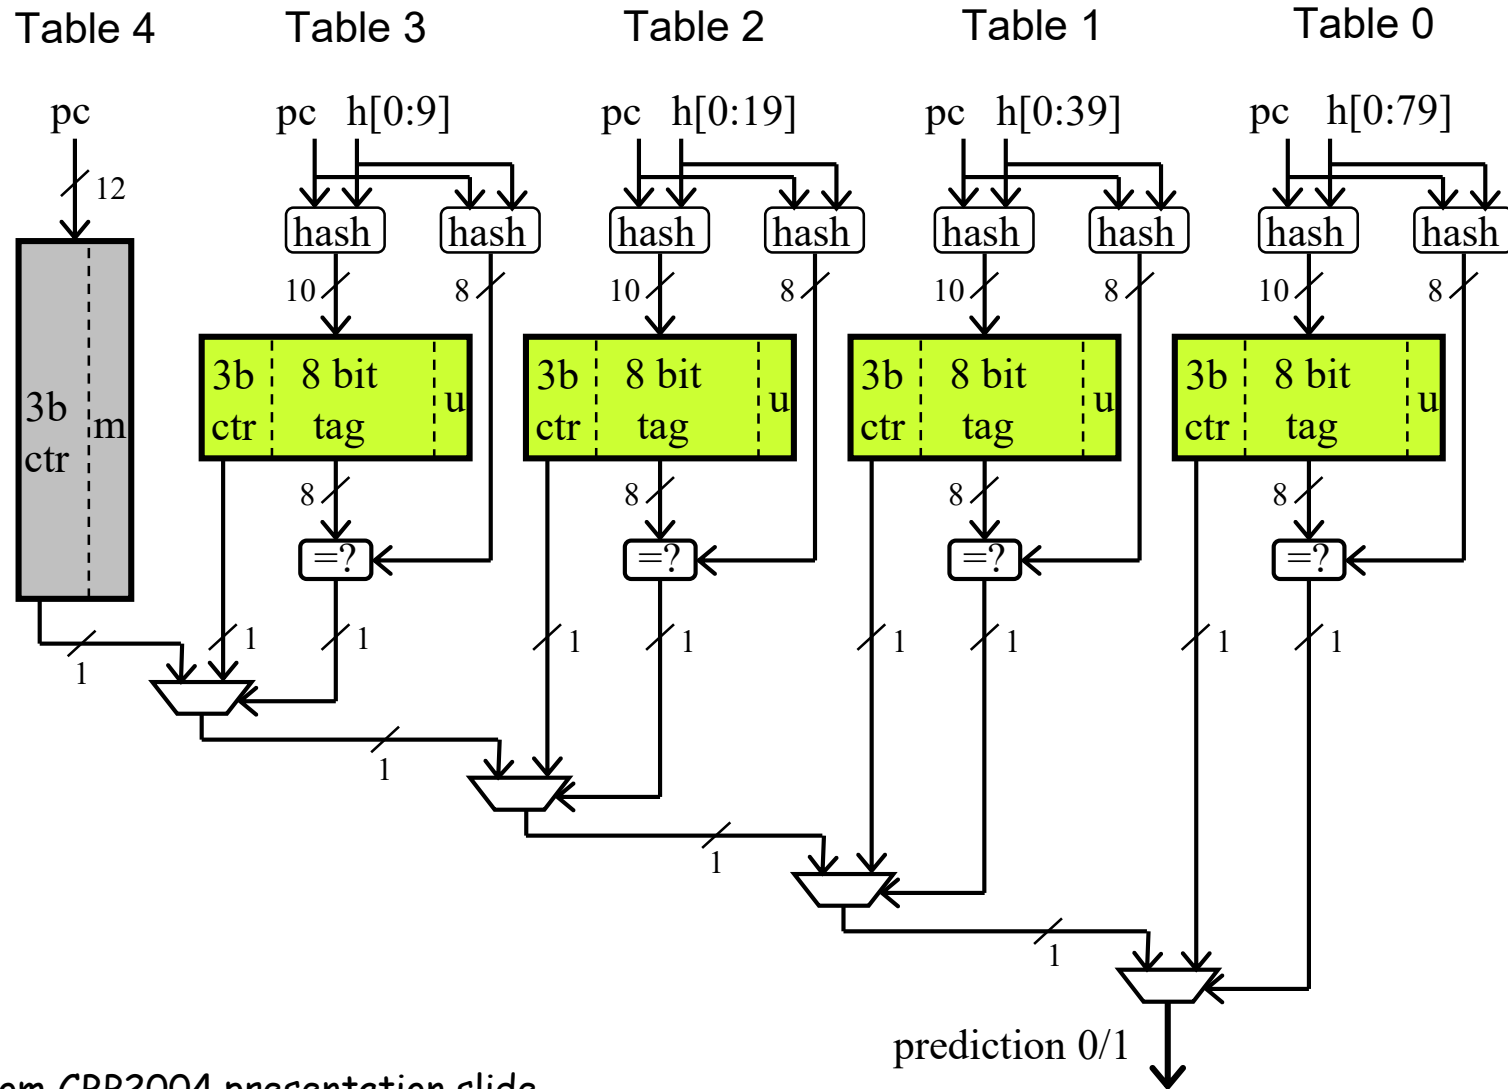 Table 4 Table 3 Table 2 Table 1 Table 0
pc pc h[0:9] pc h[0:19] pc h[0:39] pc h[0:79]
12
hash hash hash hash hash hash hash hash
10 8 10 8 10 8 10 8
3b 8 bit u 3b 8 bit u 3b 8 bit u 3b 8 bit u
ctr tag ctr tag ctr tag ctr tag
3b m
ctr
8 8 8 8
=? =? =? =?
1 1 1 1 1 1 1 1
1
1
1
1
prediction 0/1
CBP2004 presentation slide